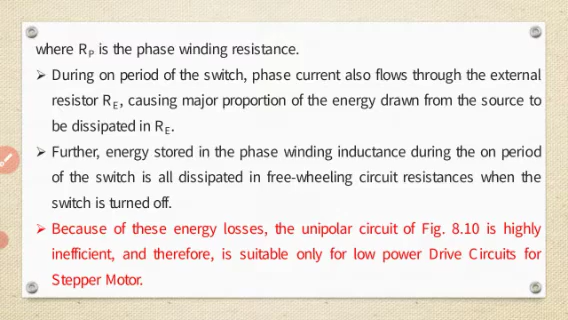 where R_P is the phase winding resistance.
➢ During on period of the switch, phase current also flows through the external
resistor R_E, causing major proportion of the energy drawn from the source to
be dissipated in R_E.
➢ Further, energy stored in the phase winding inductance during the on period
of the switch is all dissipated in free-wheeling circuit resistances when the
switch is turned off.
➢ Because of these energy losses, the unipolar circuit of Fig. 8.10 is highly
inefficient, and therefore, is suitable only for low power Drive Circuits for
Stepper Motor.